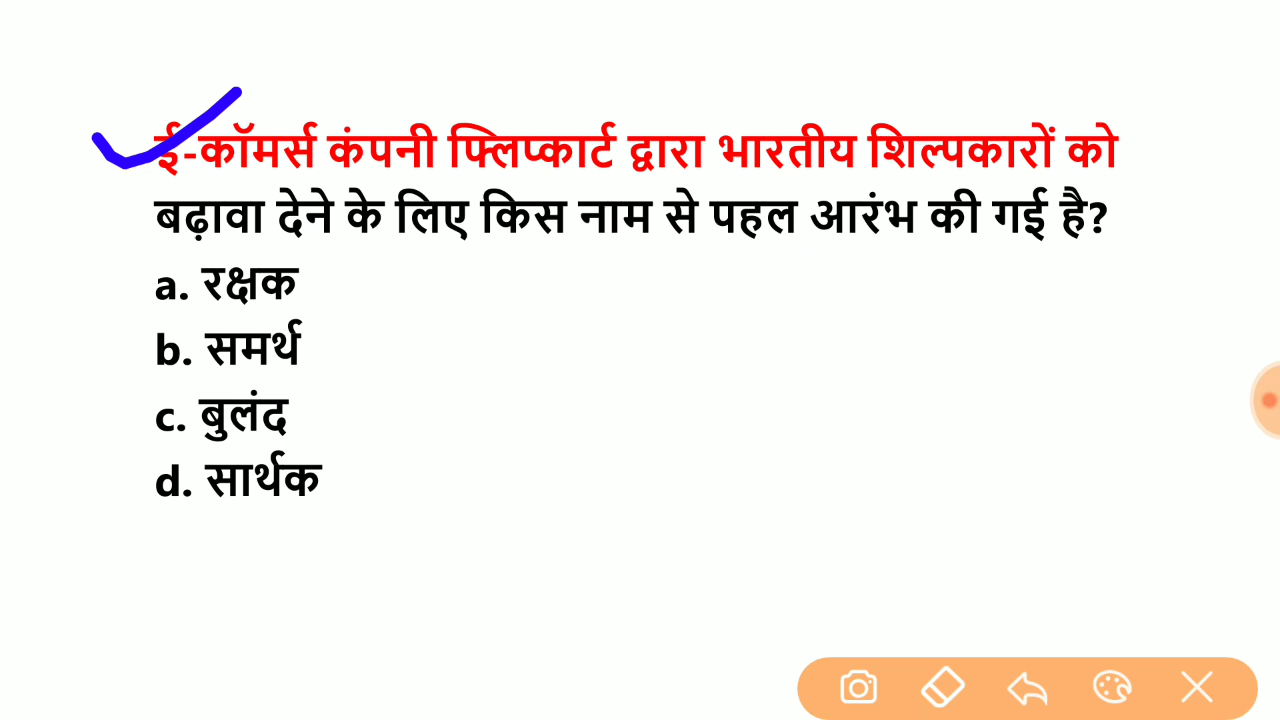 ई-कॉमर्स कंपनी फ्लिप्कार्ट द्वारा भारतीय शिल्पकारों को
बढ़ावा देने के लिए किस नाम से पहल आरंभ की गई है?
a. रक्षक
b. समर्थ
c. बुलंद
d. सार्थक